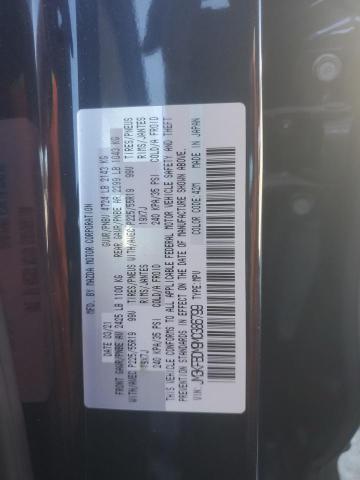 MFD. BY MAZDA MOTOR CORPORATION
DATE 03/21 GVWR/PNBV 4724 LB 2143 KG
FRONT GAWR/PNBE AV 2425 LB 1100 KG REAR GAWR/PNBE AR 2299 LB 1043 KG
WITH/AVEC P225/55R19 99V TIRES/PNEUS WITH/AVEC P225/55R19 99V TIRES/PNEUS
19X7J RIMS/JANTES 19X7J RIMS/JANTES
240 KPA/35 PSI COLD/A FROID 240 KPA/35 PSI COLD/A FROID
THIS VEHICLE CONFORMS TO ALL APPLICABLE FEDERAL MOTOR VEHICLE SAFETY AND THEFT
PREVENTION STANDARDS IN EFFECT ON THE DATE OF MANUFACTURE SHOWN ABOVE.
VIN: TYPE: MPV COLOR CODE: 42M MADE IN JAPAN